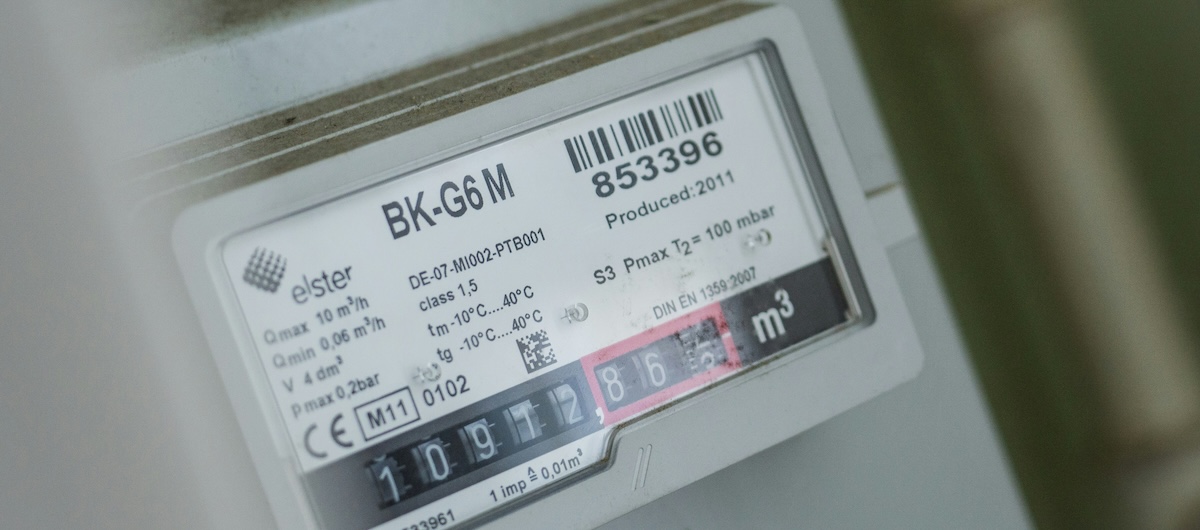 853396
BK-G6 M
Produced:2011
elster
DE-07-MI002-PTB001
class 1,5
tm -10°C....40°C
tg -10°C....40°C
S3 Pmax T2= 100 mbar
DIN EN 1359:2007
Qmax 10 m³/h
Qmin 0,06 m³/h
V 4 dm³
pmax 0,2bar
CE M11 0102
10912,865 m³
1 imp ≙ 0,01m³